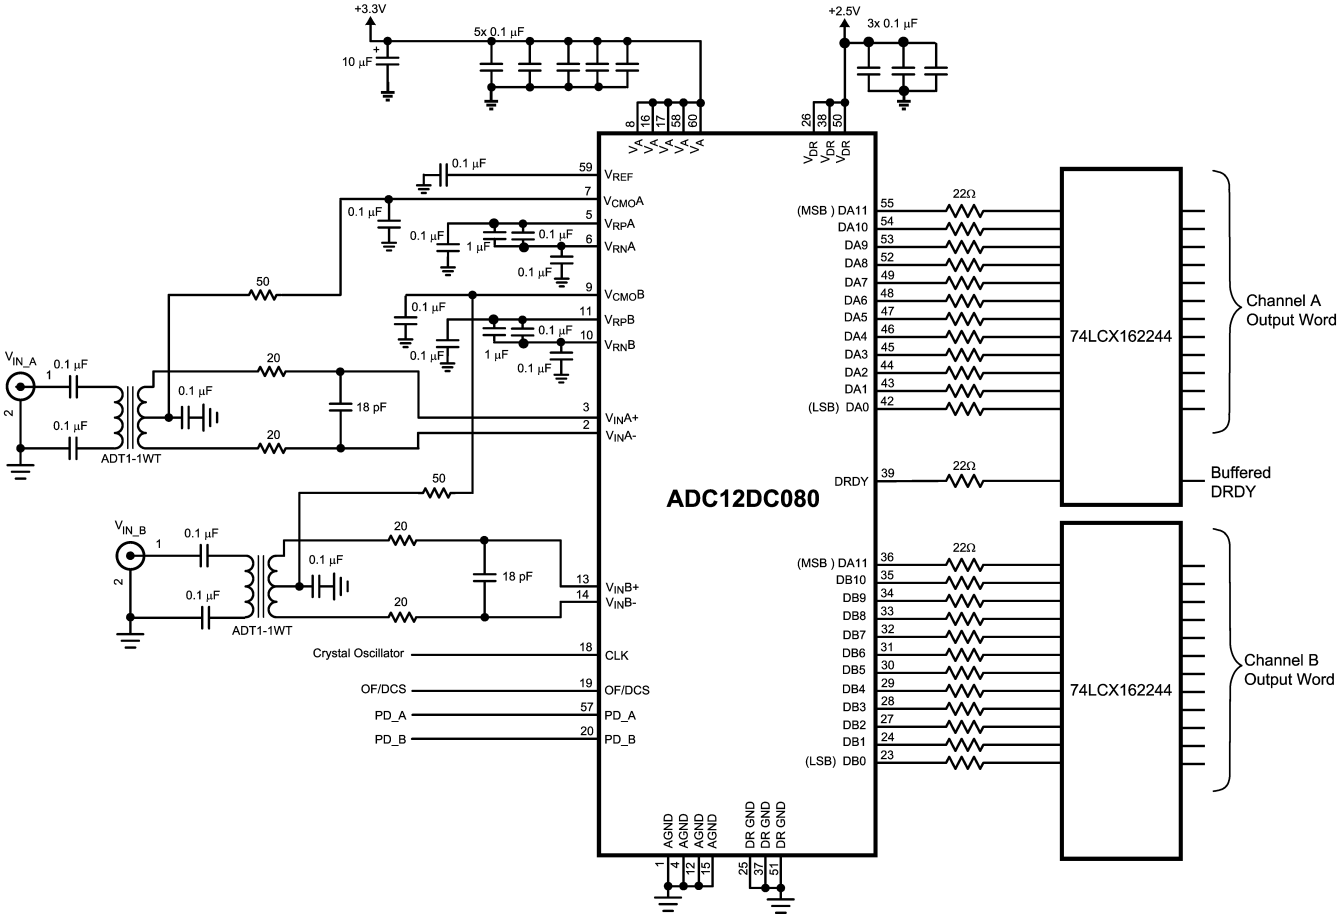 +3.3V
+
10 µF
5x 0.1 µF
+2.5V
3x 0.1 µF
8 16 17 58 60
VA VA VA VA VA
26 38 50
VDR VDR VDR
0.1 µF 59 VREF
7 VCMOA
0.1 µF
5 VRPA
0.1 µF 1 µF 0.1 µF
6 VRNA
0.1 µF
50
9 VCMOB
0.1 µF
11 VRPB
0.1 µF 1 µF 0.1 µF
10 VRNB
0.1 µF
VIN_A
1
2
0.1 µF
0.1 µF
ADT1-1WT
0.1 µF
20
20
18 pF
3 VINA+
2 VINA-
50
VIN_B
1
2
0.1 µF
0.1 µF
ADT1-1WT
0.1 µF
20
20
18 pF
13 VINB+
14 VINB-
Crystal Oscillator 18 CLK
OF/DCS 19 OF/DCS
PD_A 57 PD_A
PD_B 20 PD_B
ADC12DC080
AGND AGND AGND AGND
1 4 12 15
DR GND DR GND DR GND
25 37 51
22Ω
(MSB ) DA11 55
DA10 54
DA9 53
DA8 52
DA7 49
DA6 48
DA5 47
DA4 46
DA3 45
DA2 44
DA1 43
(LSB) DA0 42
74LCX162244
Channel A
Output Word
DRDY 39 22Ω
Buffered
DRDY
22Ω
(MSB ) DA11 36
DB10 35
DB9 34
DB8 33
DB7 32
DB6 31
DB5 30
DB4 29
DB3 28
DB2 27
DB1 24
(LSB) DB0 23
74LCX162244
Channel B
Output Word